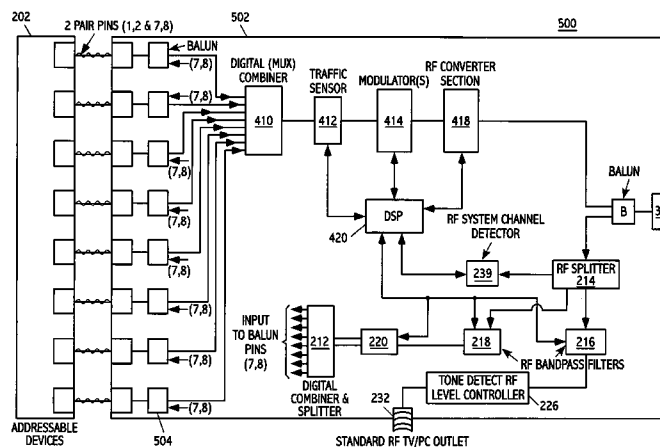 202
2 PAIR PINS (1,2 & 7,8)
502
500
BALUN
(7,8)
DIGITAL (MUX)
COMBINER
410
TRAFFIC
SENSOR
412
MODULATOR(S)
414
RF CONVERTER
SECTION
418
(7,8)
(7,8)
(7,8)
(7,8)
(7,8)
(7,8)
(7,8)
DSP
420
RF SYSTEM CHANNEL
DETECTOR
239
BALUN
B
RF SPLITTER
214
INPUT
TO BALUN
PINS
(7,8)
212
220
218
216
RF BANDPASS FILTERS
DIGITAL
COMBINER
& SPLITTER
TONE DETECT RF
LEVEL CONTROLLER
226
232
STANDARD RF TV/PC OUTLET
ADDRESSABLE
DEVICES
504